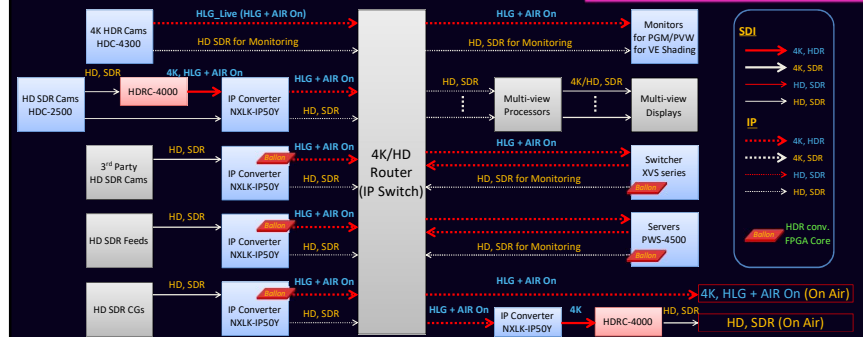 HLG_Live (HLG + AIR On)
4K HDR Cams
HDC-4300
HD SDR for Monitoring
HD, SDR
4K, HLG + AIR On
HLG + AIR On
HD SDR Cams
HDC-2500
HDRC-4000
IP Converter
NXLK-IP50Y
HD, SDR
3rd Party
HD SDR Cams
HD, SDR
IP Converter
NXLK-IP50Y
Ballon
HLG + AIR On
HD, SDR
HD SDR Feeds
HD, SDR
IP Converter
NXLK-IP50Y
Ballon
HLG + AIR On
HD, SDR
HD SDR CGs
HD, SDR
IP Converter
NXLK-IP50Y
Ballon
HLG + AIR On
HD, SDR
4K/HD
Router
(IP Switch)
HLG + AIR On
HD SDR for Monitoring
Monitors
for PGM/PVW
for VE Shading
HD, SDR
Multi-view
Processors
4K/HD, SDR
Multi-view
Displays
HLG + AIR On
HD, SDR for Monitoring
Switcher
XVS series
Ballon
HLG + AIR On
HD, SDR for Monitoring
Servers
PWS-4500
Ballon
HLG + AIR On
4K, HLG + AIR On (On Air)
HLG + AIR On
IP Converter
NXLK-IP50Y
4K
HDRC-4000
HD, SDR
HD, SDR (On Air)
SDI
4K, HDR
4K, SDR
HD, SDR
HD, SDR
IP
4K, HDR
4K, SDR
HD, SDR
HD, SDR
Ballon
HDR conv.
FPGA Core